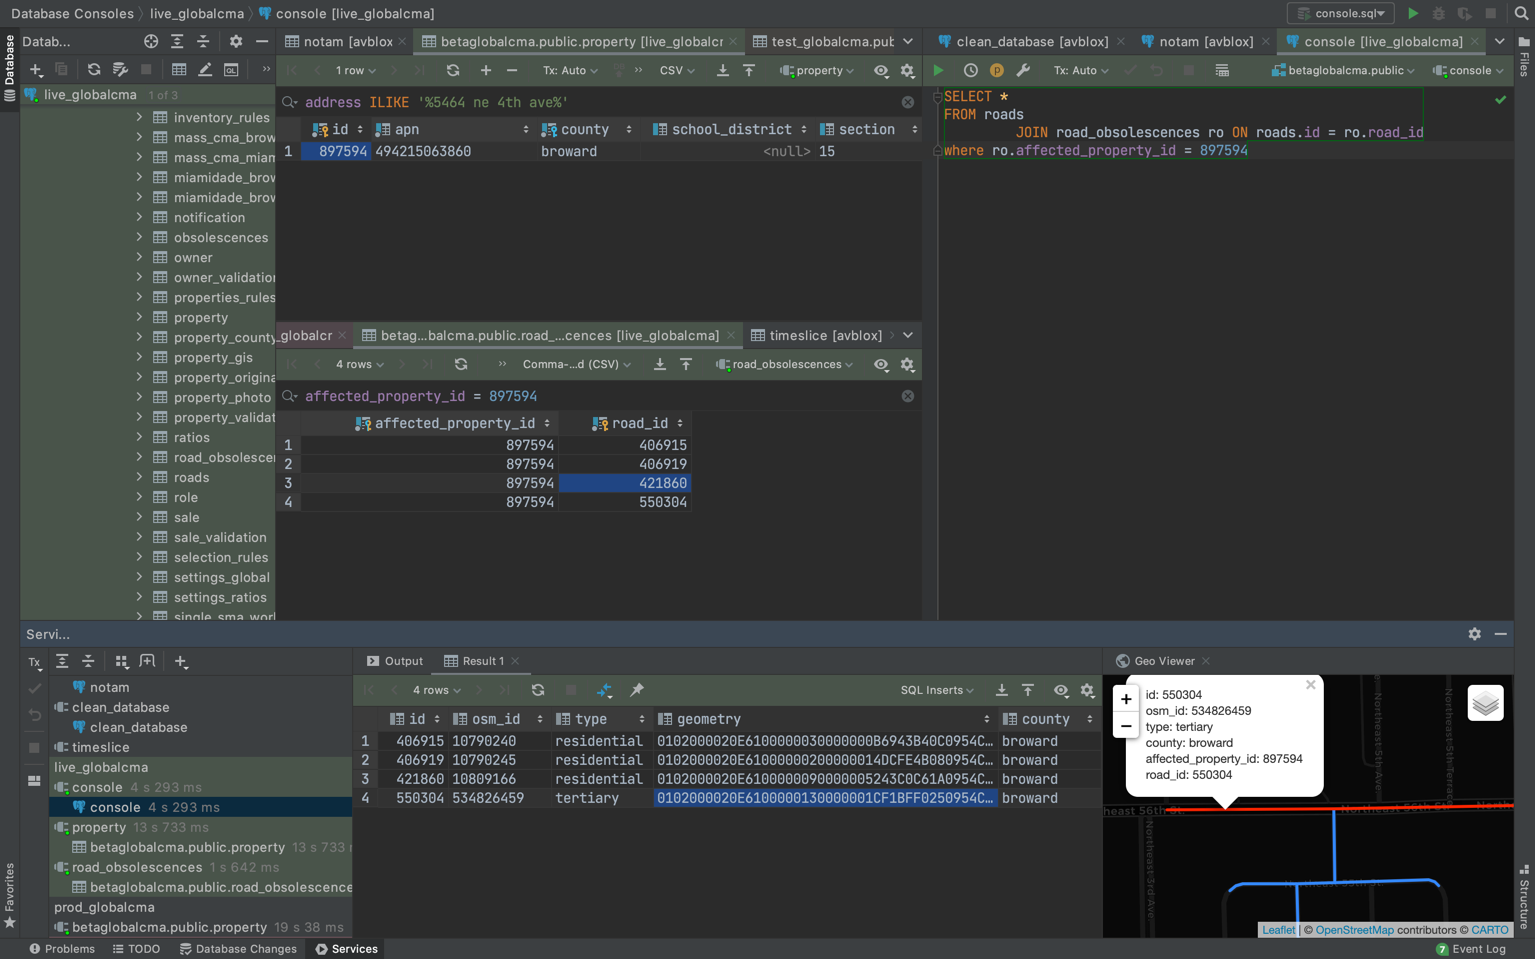 Database Consoles
live_globalcma
console [live_globalcma]
console.sql
Database
Datab...
live_globalcma 1 of 3
inventory_rules
mass_cma_brow
mass_cma_miam
miamidade_brow
miamidade_brow
notification
obsolescences
owner
owner_validation
properties_rules
property
property_county
property_gis
property_origina
property_photo
property_validat
ratios
road_obsolescen
roads
role
sale
sale_validation
selection_rules
settings_global
settings_ratios
single_sma_worl
notam [avblox]
betaglobalcma.public.property [live_globalcr
test_globalcma.put
1 row
Tx: Auto
CSV
property
address ILIKE '%5464 ne 4th ave%'
id apn county school_district section
1 897594 494215063860 broward <null> 15
_globalcr
betag...balcma.public.road_...cences [live_globalcma]
timeslice [avblox]
4 rows
Comma-...d (CSV)
road_obsolescences
affected_property_id = 897594
affected_property_id road_id
1 897594 406915
2 897594 406919
3 897594 421860
4 897594 550304
clean_database [avblox]
notam [avblox]
console [live_globalcma]
Files
Tx: Auto
betaglobalcma.public
console
SELECT *
FROM roads
JOIN road_obsolescences ro ON roads.id = ro.road_id
where ro.affected_property_id = 897594
Servi...
Tx
notam
clean_database
clean_database
timeslice
live_globalcma
console 4 s 293 ms
console 4 s 293 ms
property 13 s 733 ms
betaglobalcma.public.property 13 s 733
road_obsolescences 1 s 642 ms
betaglobalcma.public.road_obsolescence
prod_globalcma
betaglobalcma.public.property 19 s 38 ms
Output
Result 1
4 rows
SQL Inserts
id osm_id type geometry county
1 406915 10790240 residential 0102000020E6100000030000000B6943B40C0954C... broward
2 406919 10790245 residential 0102000020E61000000200000014DCFE4B080954C... broward
3 421860 10809166 residential 0102000020E6100000090000005243C0C61A0954C... broward
4 550304 534826459 tertiary 0102000020E6100000130000001CF1BFF0250954C... broward
Geo Viewer
+
−
id: 550304
osm_id: 534826459
type: tertiary
county: broward
affected_property_id: 897594
road_id: 550304
heast 56th St
Northeast 56th Street
North
Northeast 5th Ave
Northeast 5th Terrace
Northeast 3rd Ave
Northeast 55th St
Leaflet | © OpenStreetMap contributors © CARTO
Favorites
Structure
Problems
TODO
Database Changes
Services
7 Event Log